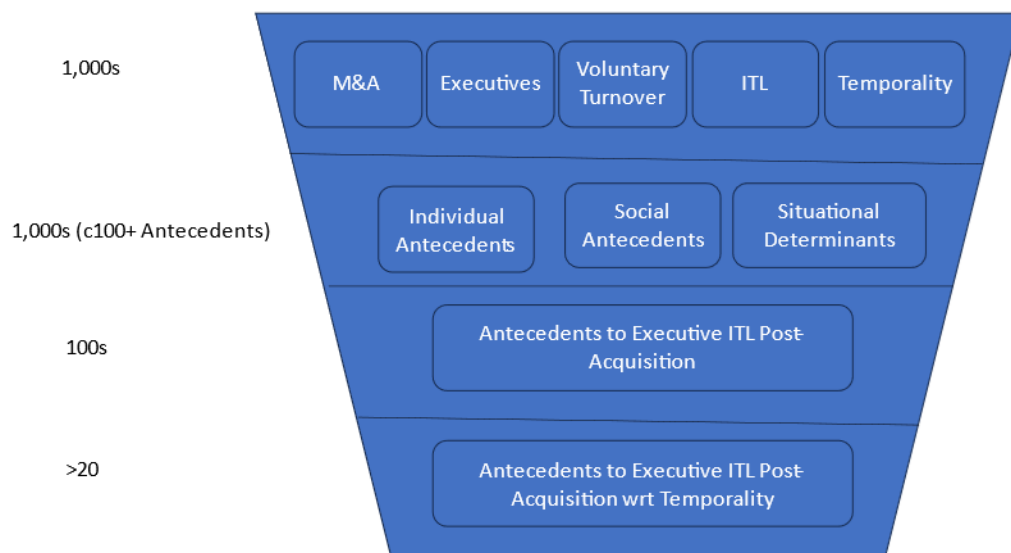 1,000s
M&A
Executives
Voluntary
Turnover
ITL
Temporality
1,000s (c100+ Antecedents)
Individual
Antecedents
Social
Antecedents
Situational
Determinants
100s
Antecedents to Executive ITL Post-
Acquisition
>20
Antecedents to Executive ITL Post-
Acquisition wrt Temporality